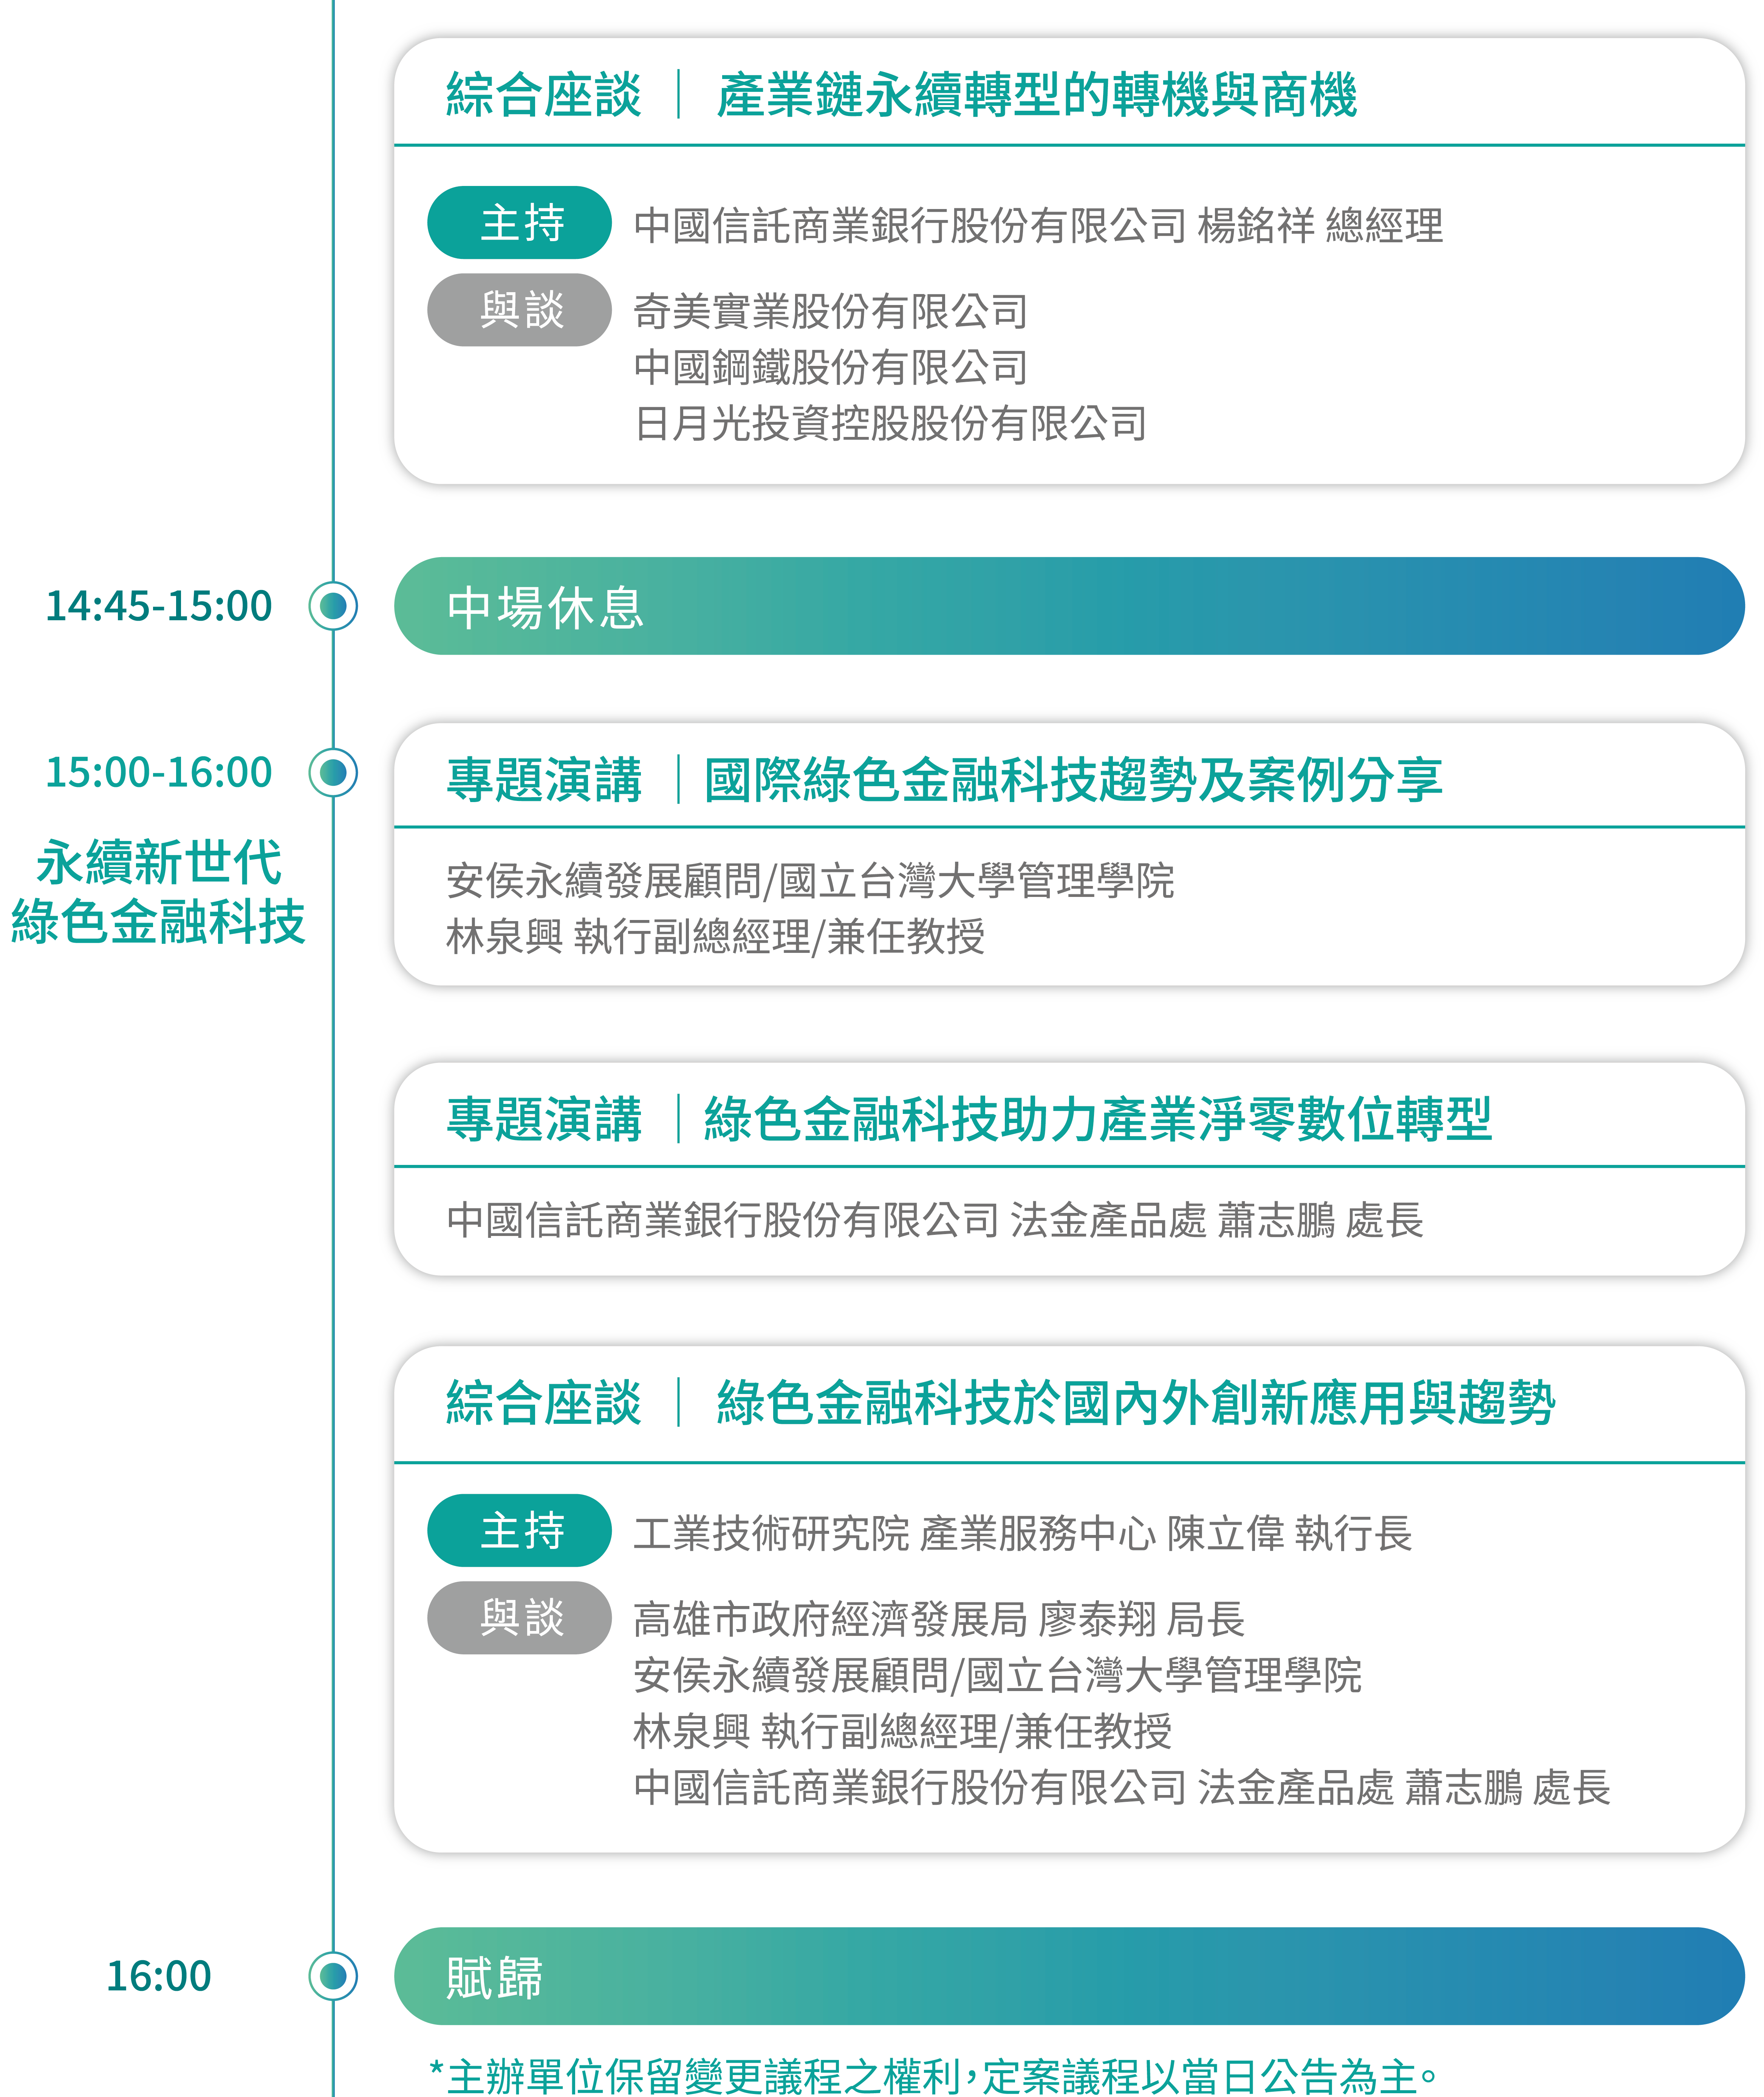 綜合座談 ｜ 產業鏈永續轉型的轉機與商機
主持 中國信託商業銀行股份有限公司 楊銘祥 總經理
與談 奇美實業股份有限公司
中國鋼鐵股份有限公司
日月光投資控股股份有限公司
14:45-15:00 中場休息
15:00-16:00
永續新世代
綠色金融科技
專題演講 ｜國際綠色金融科技趨勢及案例分享
安侯永續發展顧問/國立台灣大學管理學院
林泉興 執行副總經理/兼任教授
專題演講 ｜綠色金融科技助力產業淨零數位轉型
中國信託商業銀行股份有限公司 法金產品處 蕭志鵬 處長
綜合座談 ｜ 綠色金融科技於國內外創新應用與趨勢
主持 工業技術研究院 產業服務中心 陳立偉 執行長
與談 高雄市政府經濟發展局 廖泰翔 局長
安侯永續發展顧問/國立台灣大學管理學院
林泉興 執行副總經理/兼任教授
中國信託商業銀行股份有限公司 法金產品處 蕭志鵬 處長
16:00 賦歸
*主辦單位保留變更議程之權利，定案議程以當日公告為主。